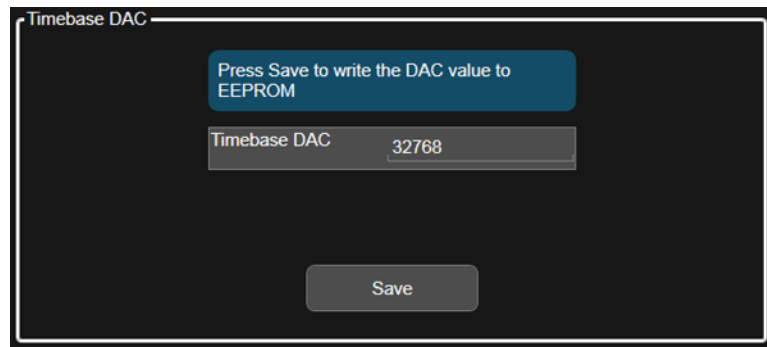 Timebase DAC
Press Save to write the DAC value to
EEPROM
Timebase DAC 32768
Save